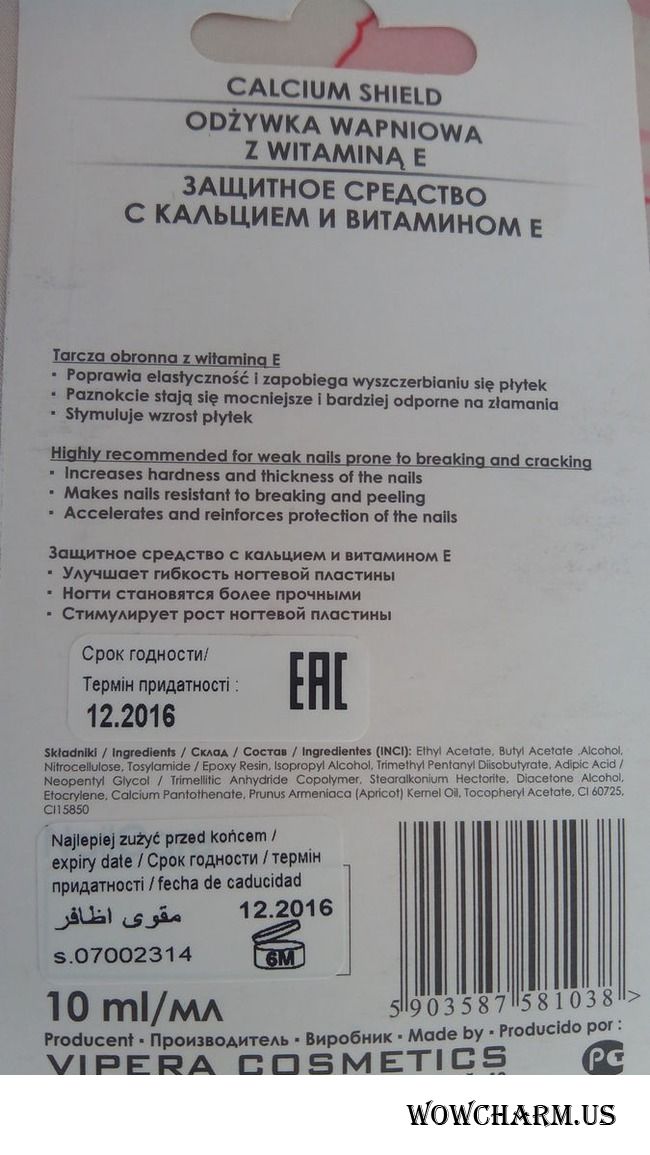 CALCIUM SHIELD
ODŻYWKA WAPNIOWA
Z WITAMINĄ E
ЗАЩИТНОЕ СРЕДСТВО
С КАЛЬЦИЕМ И ВИТАМИНОМ Е
Tarcza obronna z witaminą E
▪ Poprawia elastyczność i zapobiega wyszczerbianiu się płytek
▪ Paznokcie stają się mocniejsze i bardziej odporne na złamania
▪ Stymuluje wzrost płytek
Highly recommended for weak nails prone to breaking and cracking
▪ Increases hardness and thickness of the nails
▪ Makes nails resistant to breaking and peeling
▪ Accelerates and reinforces protection of the nails
Защитное средство с кальцием и витамином Е
▪ Улучшает гибкость ногтевой пластины
▪ Ногти становятся более прочными
▪ Стимулирует рост ногтевой пластины
Срок годности/
Термін придатності :
12.2016
EAC
Składniki / Ingredients / Склад / Состав / Ingredientes (INCI): Ethyl Acetate, Butyl Acetate ,Alcohol,
Nitrocellulose, Tosylamide / Epoxy Resin, Isopropyl Alcohol, Trimethyl Pentanyl Diisobutyrate, Adipic Acid /
Neopentyl Glycol / Trimellitic Anhydride Copolymer, Stearalkonium Hectorite, Diacetone Alcohol,
Etocrylene, Calcium Pantothenate, Prunus Armeniaca (Apricot) Kernel Oil, Tocopheryl Acetate, CI 60725,
CI15850
Najlepiej zużyć przed końcem /
expiry date / Срок годности / термін
придатності / fecha de caducidad
مقوى اظافر 12.2016
s.07002314 6M
5 903587 581038 >
10 ml/мл
Producent ▪ Производитель ▪ Виробник ▪ Made by ▪ Producido por :
VIPERA COSMETICS
WOWCHARM.US